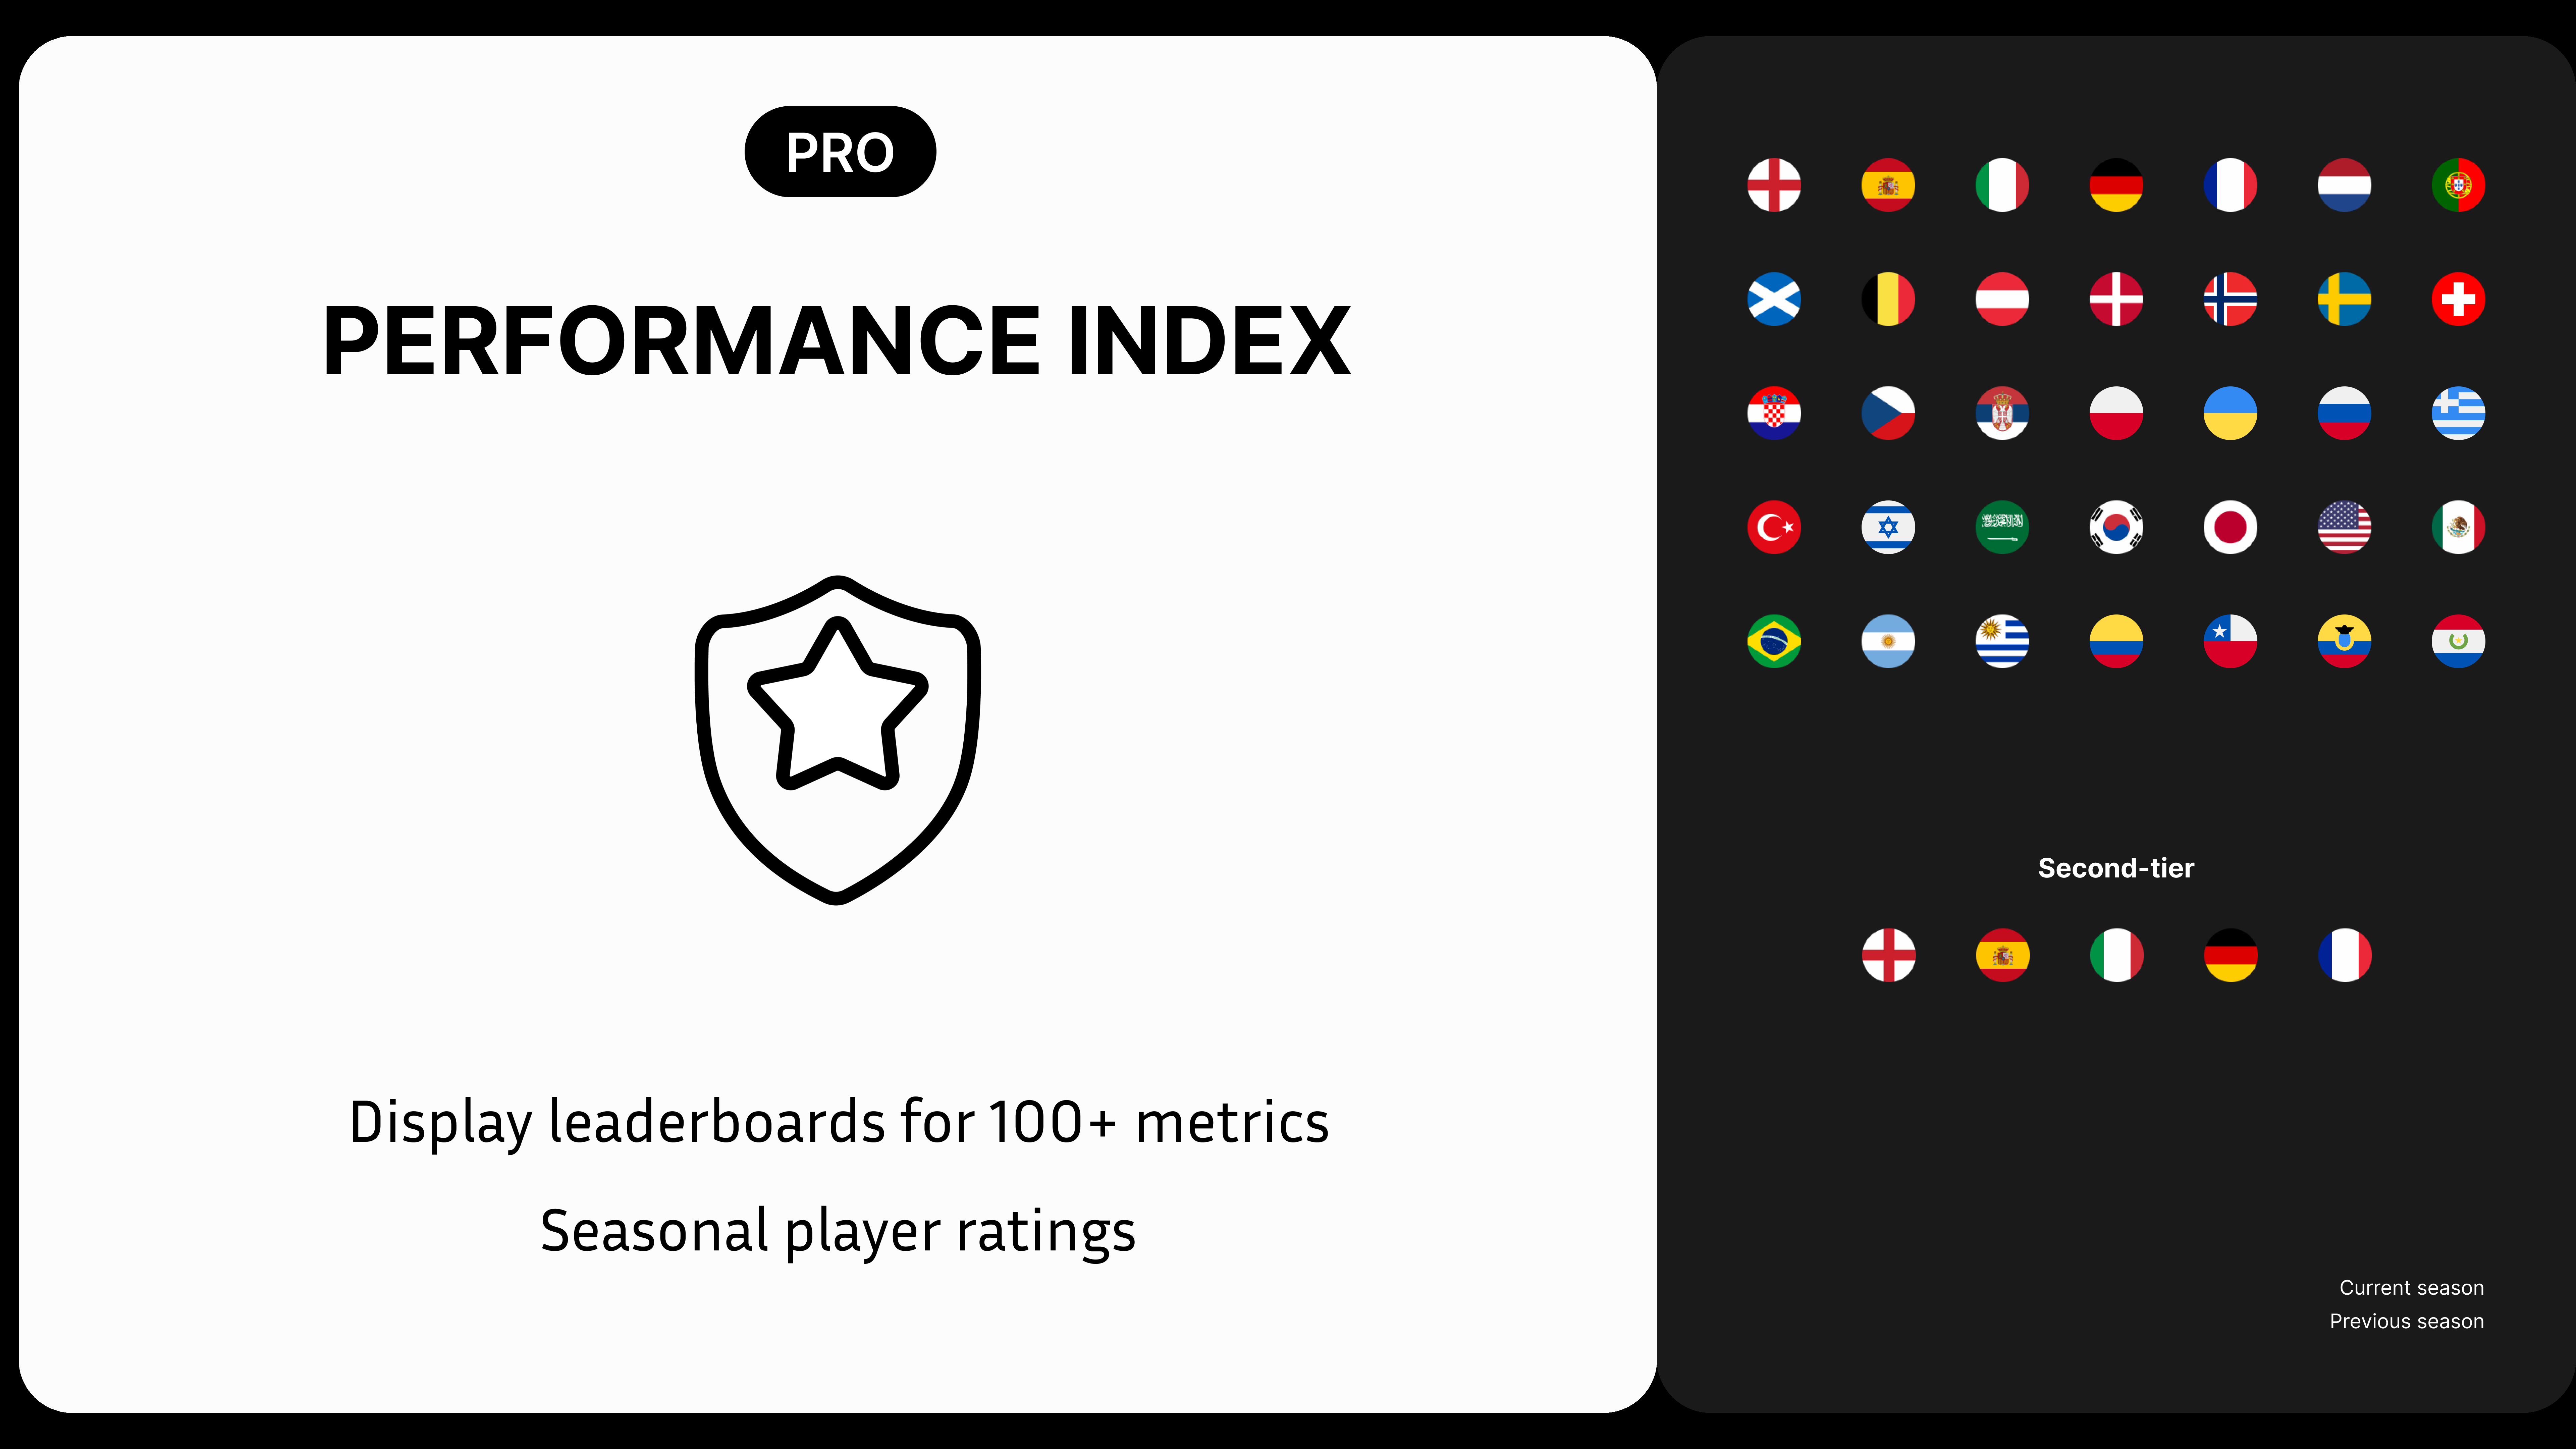 PRO
PERFORMANCE INDEX
Display leaderboards for 100+ metrics
Seasonal player ratings
Second-tier
Current season
Previous season